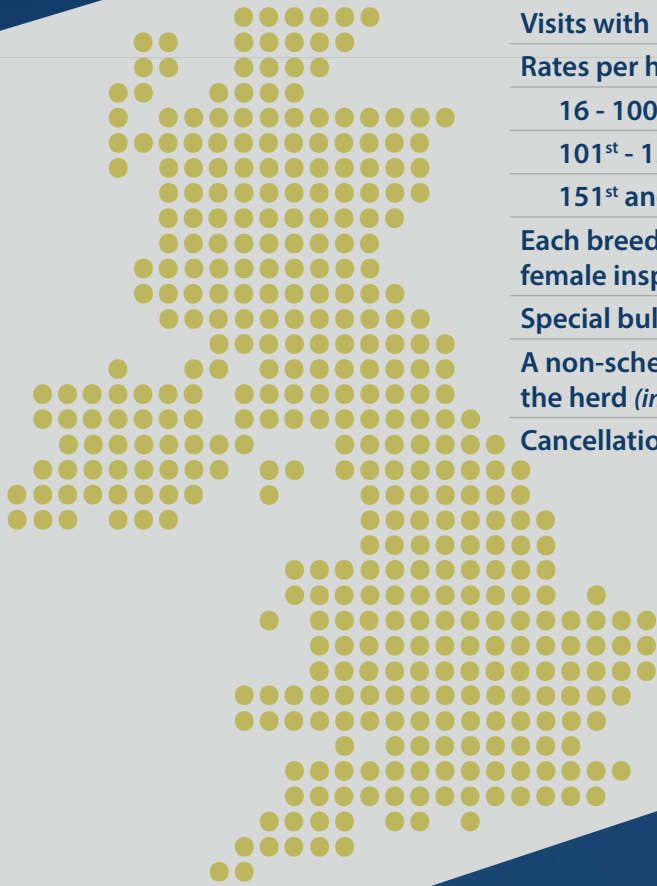 Visits with
Rates per h
16 - 100
101st - 1
151st an
Each breed
female insp
Special bul
A non-sche
the herd (in
Cancellatio